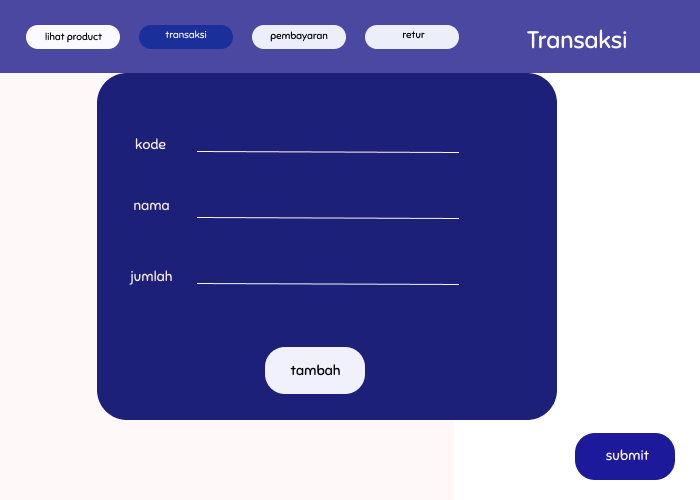 lihat product
transaksi
pembayaran
retur
Transaksi
kode
nama
jumlah
tambah
submit